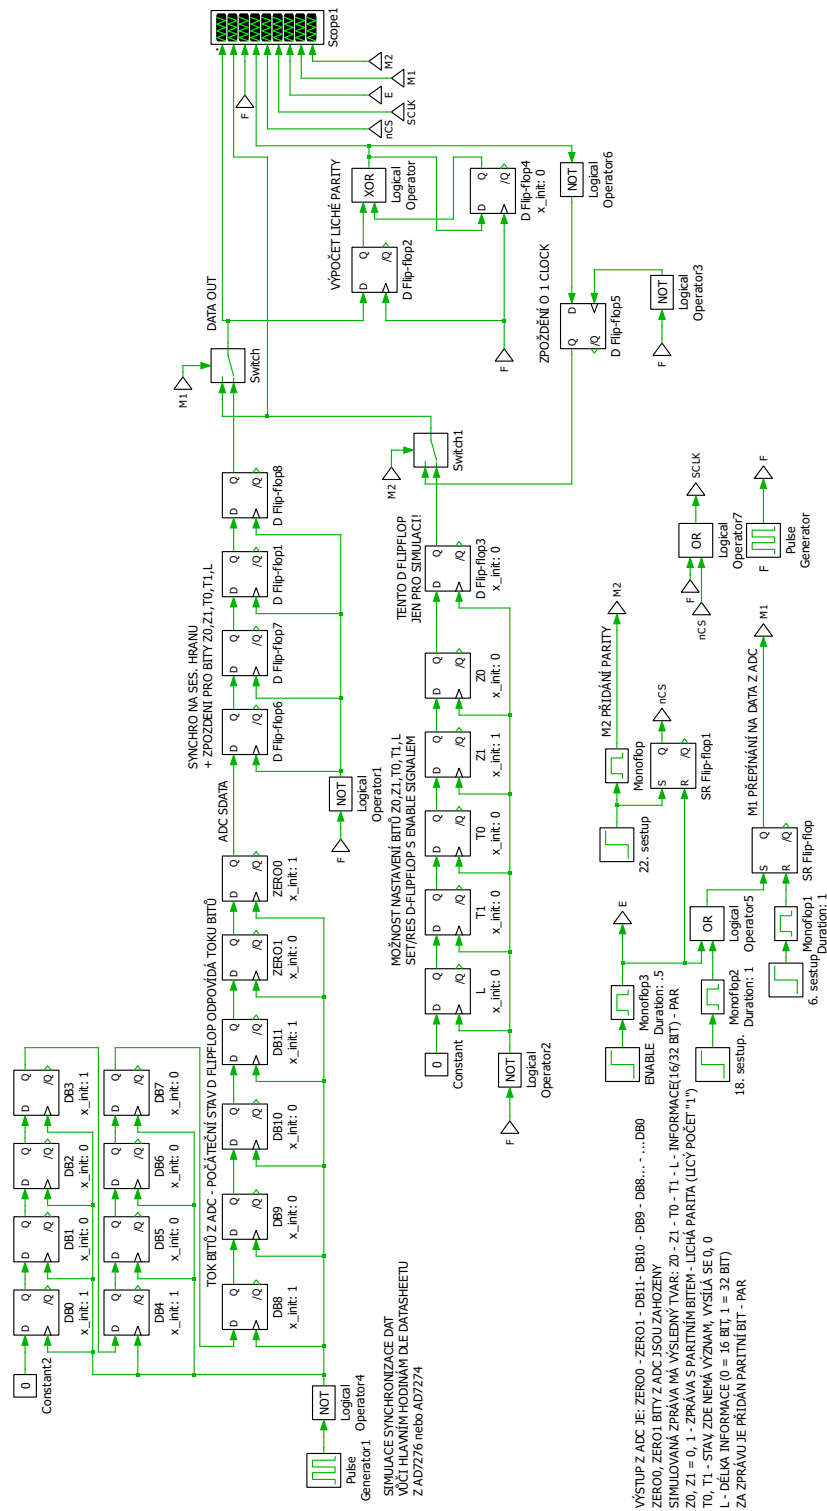 0
Constant2
D Q /Q DB0 x_init: 1
D Q /Q DB1 x_init: 0
D Q /Q DB2 x_init: 0
D Q /Q DB3 x_init: 1
D Q /Q DB4 x_init: 1
D Q /Q DB5 x_init: 0
D Q /Q DB6 x_init: 0
D Q /Q DB7 x_init: 0
TOK BITŮ Z ADC - POČÁTEČNÍ STAV D FLIPFLOP ODPOVÍDÁ TOKU BITŮ
D Q /Q DB8 x_init: 1
D Q /Q DB9 x_init: 0
D Q /Q DB10 x_init: 0
D Q /Q DB11 x_init: 1
D Q /Q ZERO1 x_init: 0
D Q /Q ZERO0 x_init: 1
ADC SDATA
Pulse
Generator1
NOT
Logical
Operator4
SIMULACE SYNCHRONIZACE DAT
VŮČI HLAVNÍM HODINÁM DLE DATASHEETU
Z AD7276 nebo AD7274
SYNCHRO NA SES. HRANU
+ ZPOZDENI PRO BITY Z0,Z1,T0,T1,L
D Q /Q D Flip-flop6
D Q /Q D Flip-flop7
D Q /Q D Flip-flop1
D Q /Q D Flip-flop8
F
NOT
Logical
Operator1
M1
Switch
DATA OUT
Scope1
F
nCS
SCLK
E
M1
M2
VÝPOČET LICHÉ PARITY
D Q /Q D Flip-flop2
XOR
Logical
Operator
D Q /Q D Flip-flop4
x_init: 0
F
MOŽNOST NASTAVENÍ BITŮ Z0,Z1,T0,T1,L
SET/RES D-FLIPFLOP S ENABLE SIGNALEM
0
Constant
D Q /Q L x_init: 0
D Q /Q T1 x_init: 0
D Q /Q T0 x_init: 0
D Q /Q Z1 x_init: 1
D Q /Q Z0 x_init: 0
TENTO D FLIPFLOP
JEN PRO SIMULACI!
D Q /Q D Flip-flop3
x_init: 0
F
NOT
Logical
Operator2
M2
Switch1
ZPOŽDĚNÍ O 1 CLOCK
D Q /Q D Flip-flop5
NOT
Logical
Operator6
F
NOT
Logical
Operator3
ENABLE
Monoflop3
Duration: .5
E
22. sestup
Monoflop
M2 PŘIDÁNÍ PARITY
M2
S Q R /Q
SR Flip-flop1
nCS
18. sestup.
Monoflop2
Duration: 1
OR
Logical
Operator5
6. sestup
Monoflop1
Duration: 1
S Q R /Q
SR Flip-flop
M1 PŘEPÍNÁNÍ NA DATA Z ADC
M1
F
nCS
OR
Logical
Operator7
SCLK
F
Pulse
Generator
F
VÝSTUP Z ADC JE: ZERO0 - ZERO1 - DB11- DB10 - DB9 - DB8... - ...DB0
ZERO0, ZERO1 BITY Z ADC JSOU ZAHOZENY
SIMULOVANÁ ZPRÁVA MÁ VÝSLEDNÝ TVAR: Z0 - Z1 - T0 - T1 - L - INFORMACE(16/32 BIT) - PAR
Z0, Z1 = 0, 1 - ZPRÁVA S PARITNÍM BITEM - LICHÁ PARITA (LICÝ POČET "1")
T0, T1 - STAV, ZDE NEMÁ VÝZNAM, VYSÍLÁ SE 0, 0
L - DÉLKA INFORMACE (0 = 16 BIT, 1 = 32 BIT)
ZA ZPRÁVU JE PŘIDÁN PARITNÍ BIT - PAR